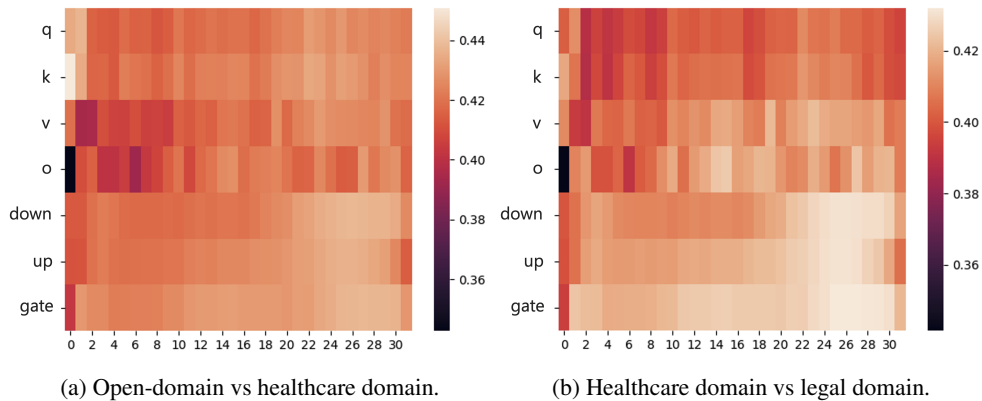 q
k
v
o
down
up
gate
0 2 4 6 8 10 12 14 16 18 20 22 24 26 28 30
0.44
0.42
0.40
0.38
0.36
(a) Open-domain vs healthcare domain.
q
k
v
o
down
up
gate
0 2 4 6 8 10 12 14 16 18 20 22 24 26 28 30
0.42
0.40
0.38
0.36
(b) Healthcare domain vs legal domain.